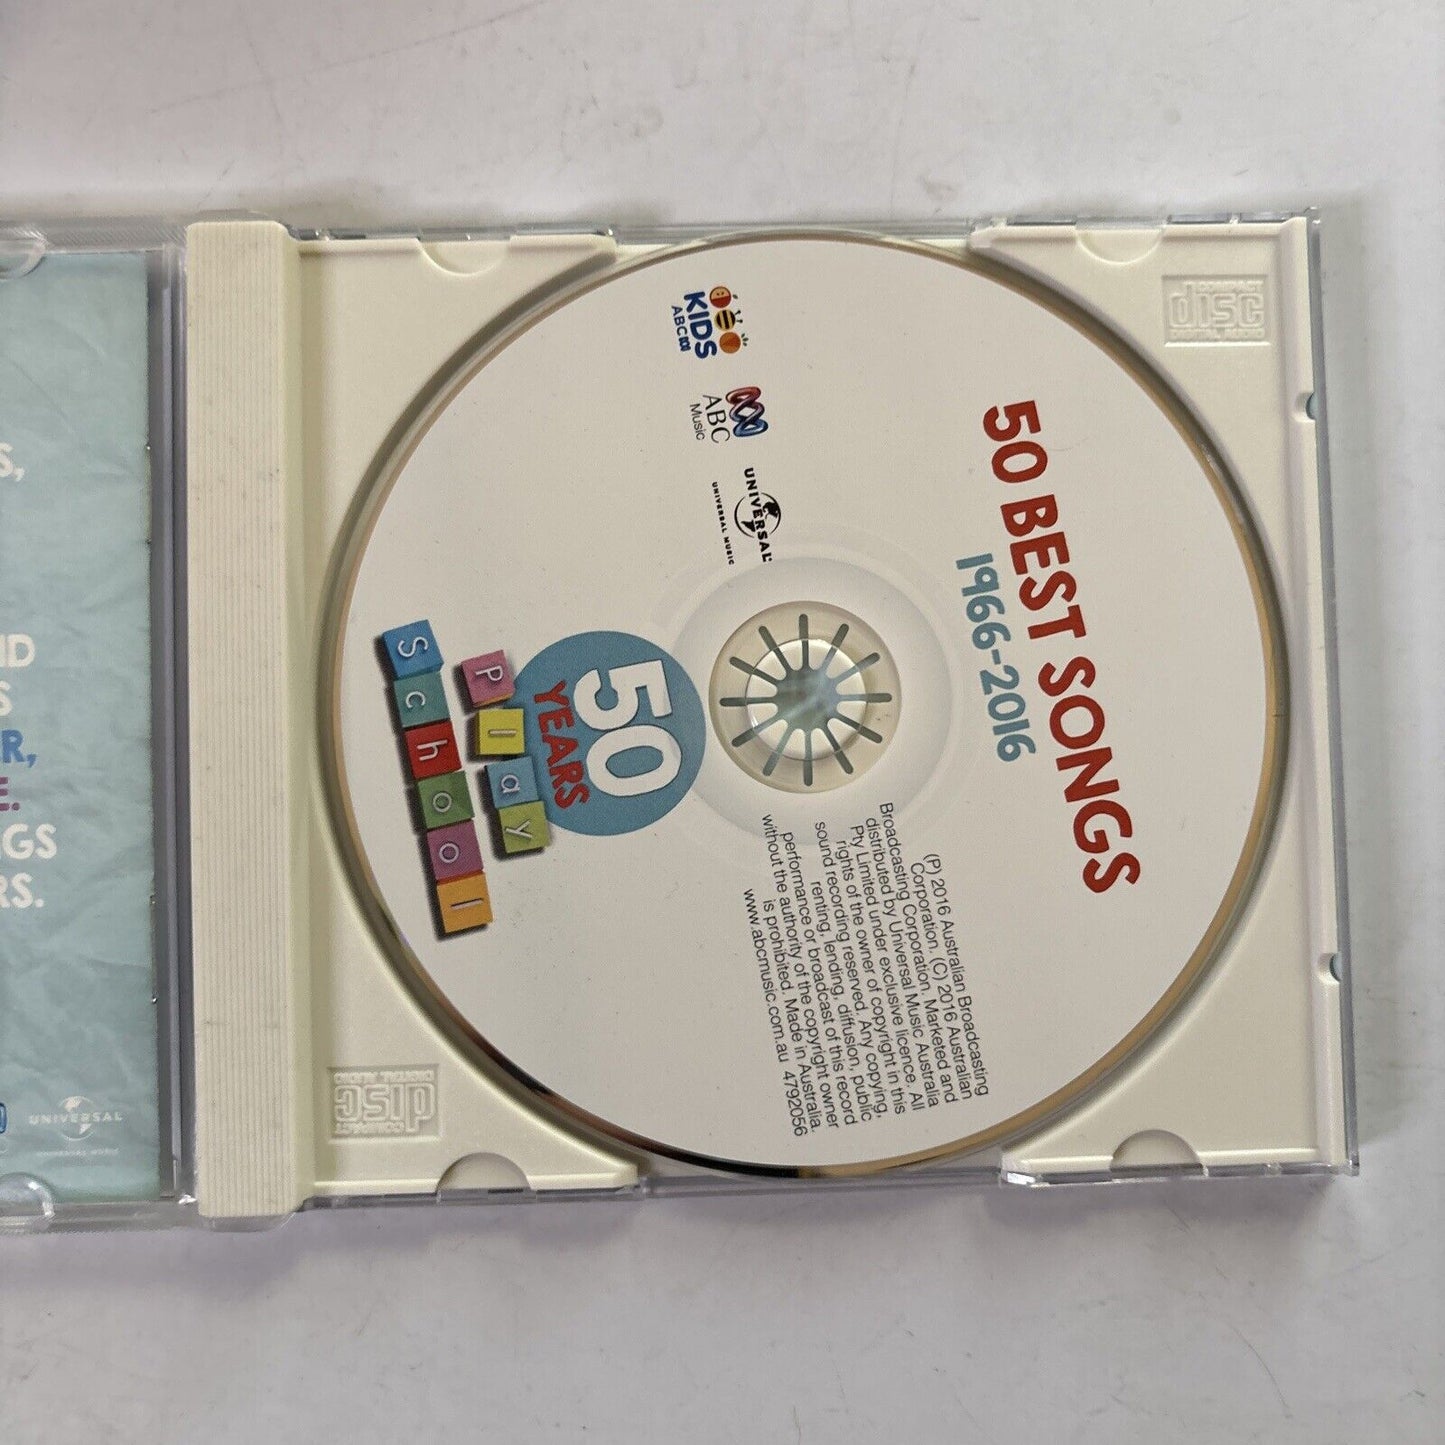 50 BEST SONGS
1966-2016
KIDS
ABC
ABC
Music
UNIVERSAL
UNIVERSAL MUSIC
50
YEARS
Play
School
(P) 2016 Australian Broadcasting
Corporation. (C) 2016 Australian
Broadcasting Corporation. Marketed and
distributed by Universal Music Australia
Pty Limited under exclusive licence. All
rights of the owner of copyright in this
sound recording reserved. Any copying,
renting, lending, diffusion, public
performance or broadcast of this record
without the authority of the copyright owner
is prohibited. Made in Australia.
www.abcmusic.com.au 4792056
COMPACT
disc
DIGITAL AUDIO
COMPACT
disc
DIGITAL AUDIO
S,
ND
S
ER,
E.
NGS
RS.
UNIVERSAL
UNIVERSAL MUSIC